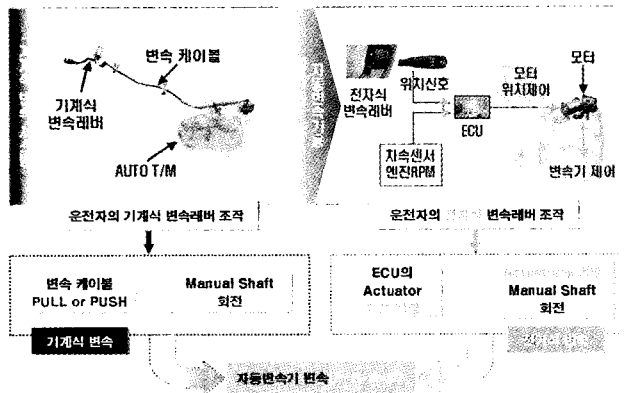 변속 케이블
기계식
변속레버
AUTO T/M
운전자의 기계식 변속레버 조작
변속 케이블
PULL or PUSH
Manual Shaft
회전
기계식 변속
전자식
변속레버
위치신호
ECU
차속센서
엔진RPM
모터
위치제어
모터
변속기 제어
운전자의 변속레버 조작
ECU의
Actuator
Manual Shaft
회전
자동변속기 변속